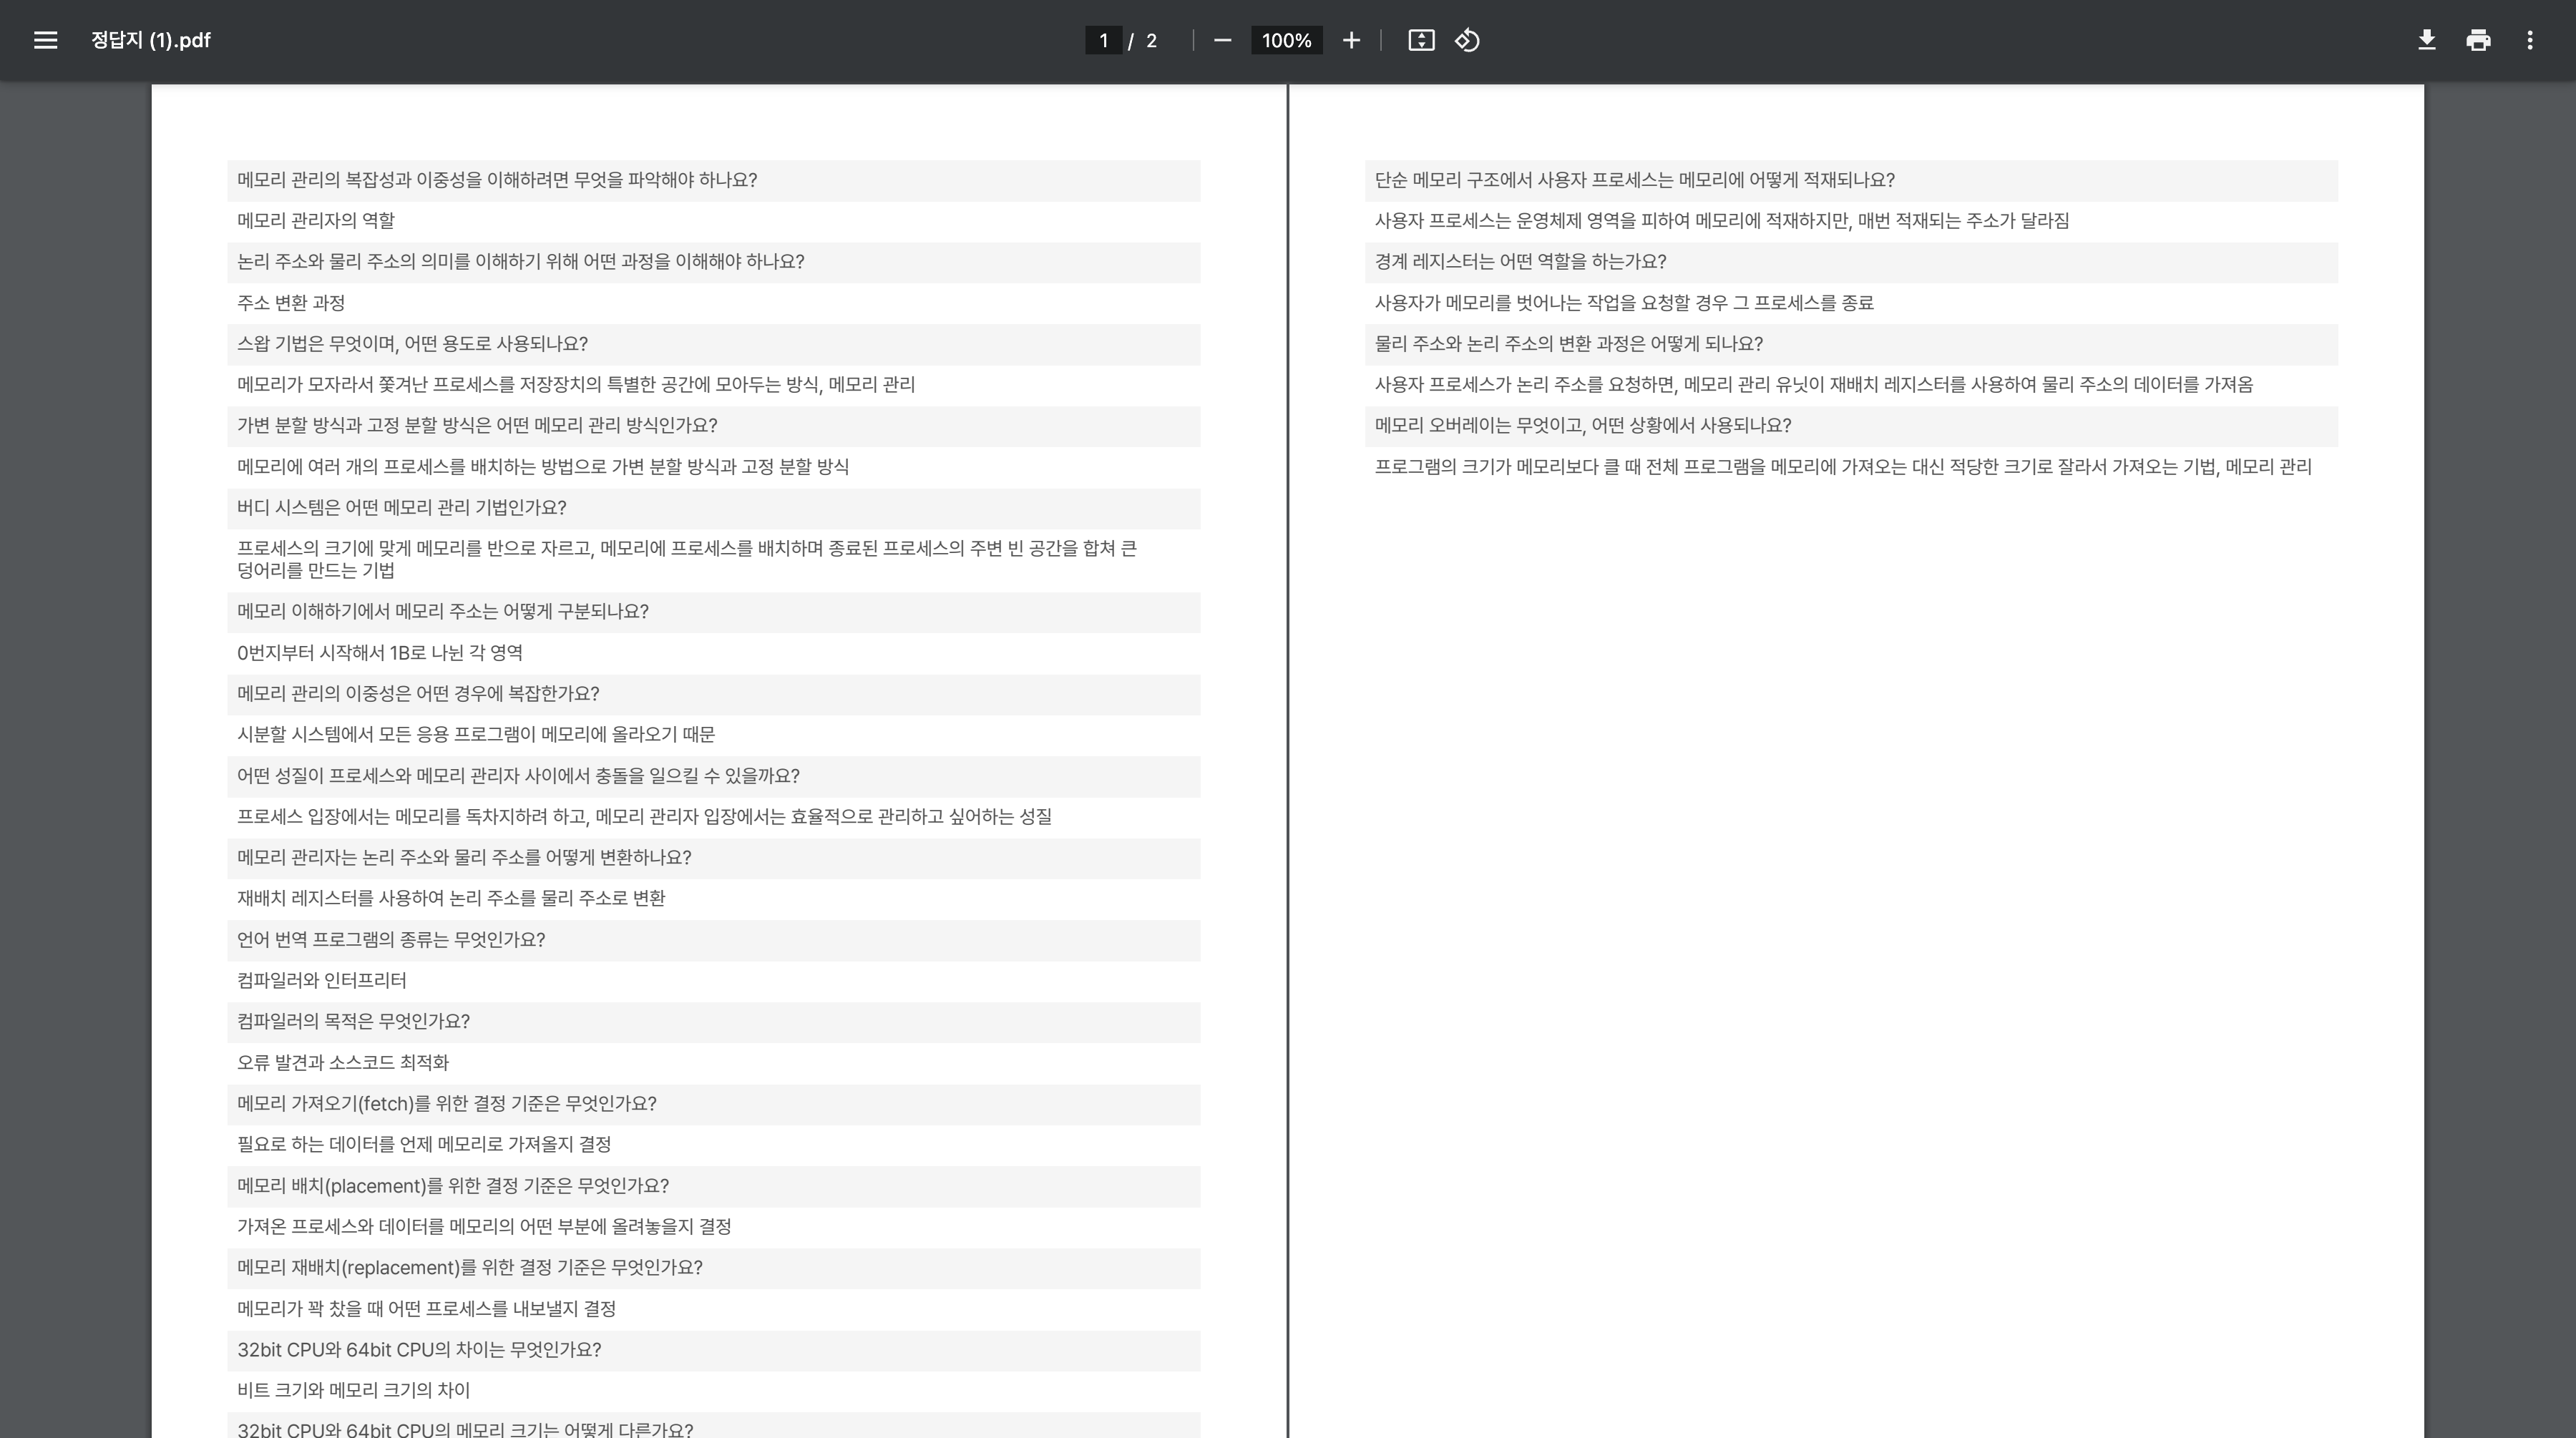 정답지 (1).pdf
1 / 2
100%
메모리 관리의 복잡성과 이중성을 이해하려면 무엇을 파악해야 하나요?
메모리 관리자의 역할
논리 주소와 물리 주소의 의미를 이해하기 위해 어떤 과정을 이해해야 하나요?
주소 변환 과정
스왑 기법은 무엇이며, 어떤 용도로 사용되나요?
메모리가 모자라서 쫓겨난 프로세스를 저장장치의 특별한 공간에 모아두는 방식, 메모리 관리
가변 분할 방식과 고정 분할 방식은 어떤 메모리 관리 방식인가요?
메모리에 여러 개의 프로세스를 배치하는 방법으로 가변 분할 방식과 고정 분할 방식
버디 시스템은 어떤 메모리 관리 기법인가요?
프로세스의 크기에 맞게 메모리를 반으로 자르고, 메모리에 프로세스를 배치하며 종료된 프로세스의 주변 빈 공간을 합쳐 큰
덩어리를 만드는 기법
메모리 이해하기에서 메모리 주소는 어떻게 구분되나요?
0번지부터 시작해서 1B로 나뉜 각 영역
메모리 관리의 이중성은 어떤 경우에 복잡한가요?
시분할 시스템에서 모든 응용 프로그램이 메모리에 올라오기 때문
어떤 성질이 프로세스와 메모리 관리자 사이에서 충돌을 일으킬 수 있을까요?
프로세스 입장에서는 메모리를 독차지하려 하고, 메모리 관리자 입장에서는 효율적으로 관리하고 싶어하는 성질
메모리 관리자는 논리 주소와 물리 주소를 어떻게 변환하나요?
재배치 레지스터를 사용하여 논리 주소를 물리 주소로 변환
언어 번역 프로그램의 종류는 무엇인가요?
컴파일러와 인터프리터
컴파일러의 목적은 무엇인가요?
오류 발견과 소스코드 최적화
메모리 가져오기(fetch)를 위한 결정 기준은 무엇인가요?
필요로 하는 데이터를 언제 메모리로 가져올지 결정
메모리 배치(placement)를 위한 결정 기준은 무엇인가요?
가져온 프로세스와 데이터를 메모리의 어떤 부분에 올려놓을지 결정
메모리 재배치(replacement)를 위한 결정 기준은 무엇인가요?
메모리가 꽉 찼을 때 어떤 프로세스를 내보낼지 결정
32bit CPU와 64bit CPU의 차이는 무엇인가요?
비트 크기와 메모리 크기의 차이
32bit CPU와 64bit CPU의 메모리 크기는 어떻게 다른가요?
단순 메모리 구조에서 사용자 프로세스는 메모리에 어떻게 적재되나요?
사용자 프로세스는 운영체제 영역을 피하여 메모리에 적재하지만, 매번 적재되는 주소가 달라짐
경계 레지스터는 어떤 역할을 하는가요?
사용자가 메모리를 벗어나는 작업을 요청할 경우 그 프로세스를 종료
물리 주소와 논리 주소의 변환 과정은 어떻게 되나요?
사용자 프로세스가 논리 주소를 요청하면, 메모리 관리 유닛이 재배치 레지스터를 사용하여 물리 주소의 데이터를 가져옴
메모리 오버레이는 무엇이고, 어떤 상황에서 사용되나요?
프로그램의 크기가 메모리보다 클 때 전체 프로그램을 메모리에 가져오는 대신 적당한 크기로 잘라서 가져오는 기법, 메모리 관리